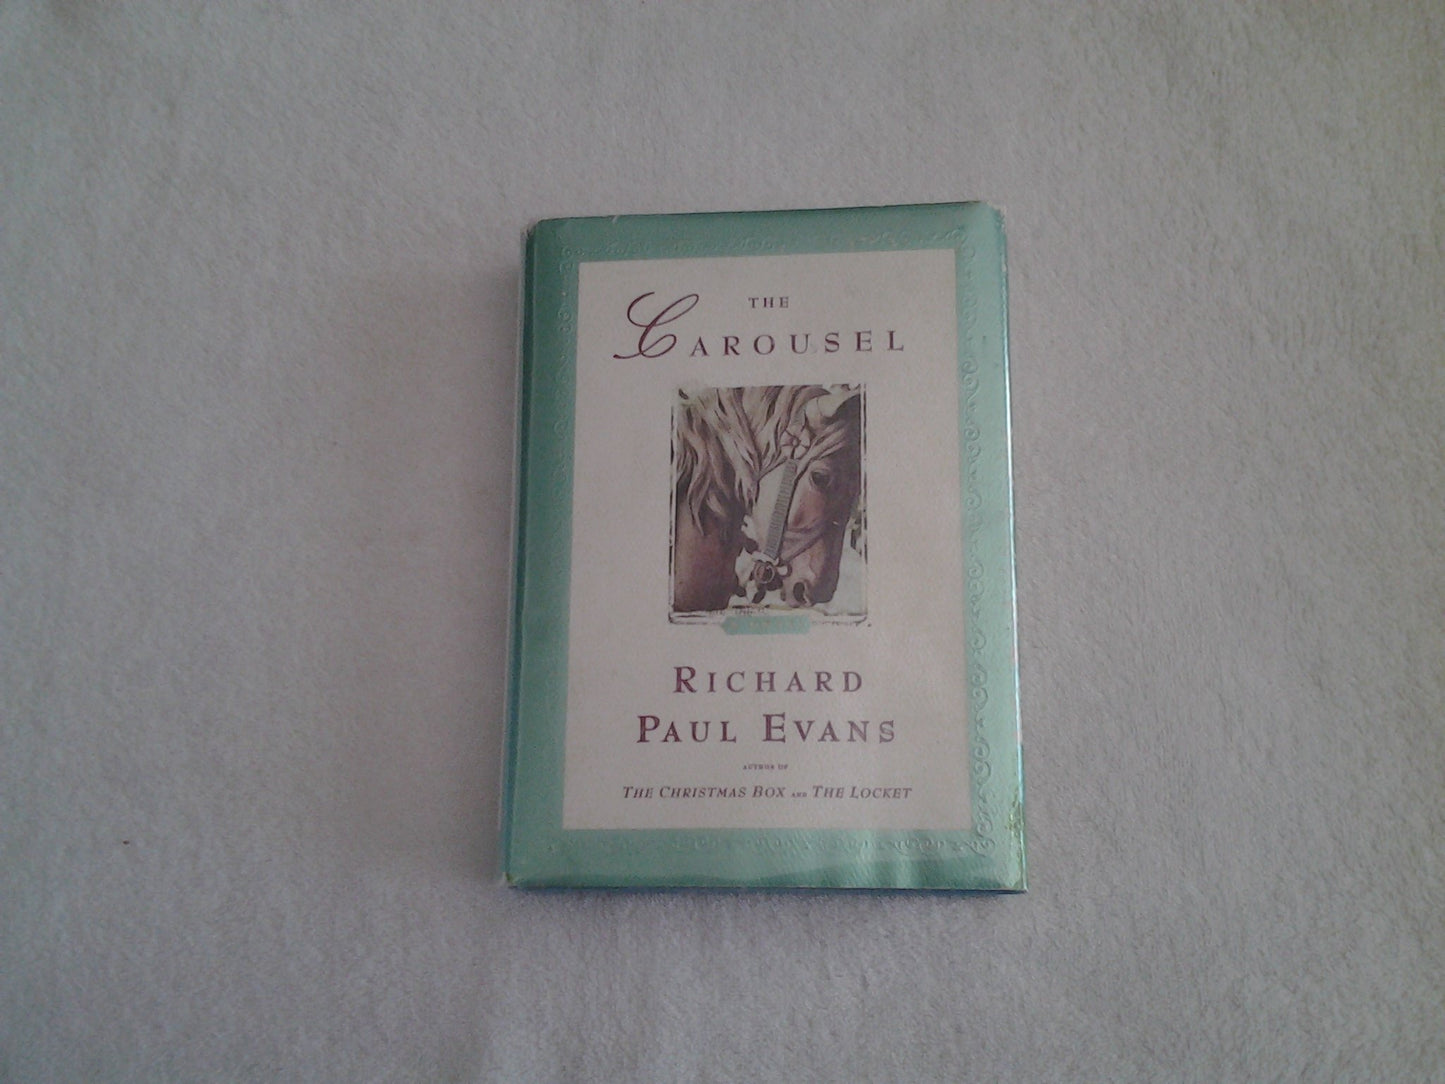 THE
CAROUSEL
RICHARD
PAUL EVANS
AUTHOR OF
THE CHRISTMAS BOX AND THE LOCKET